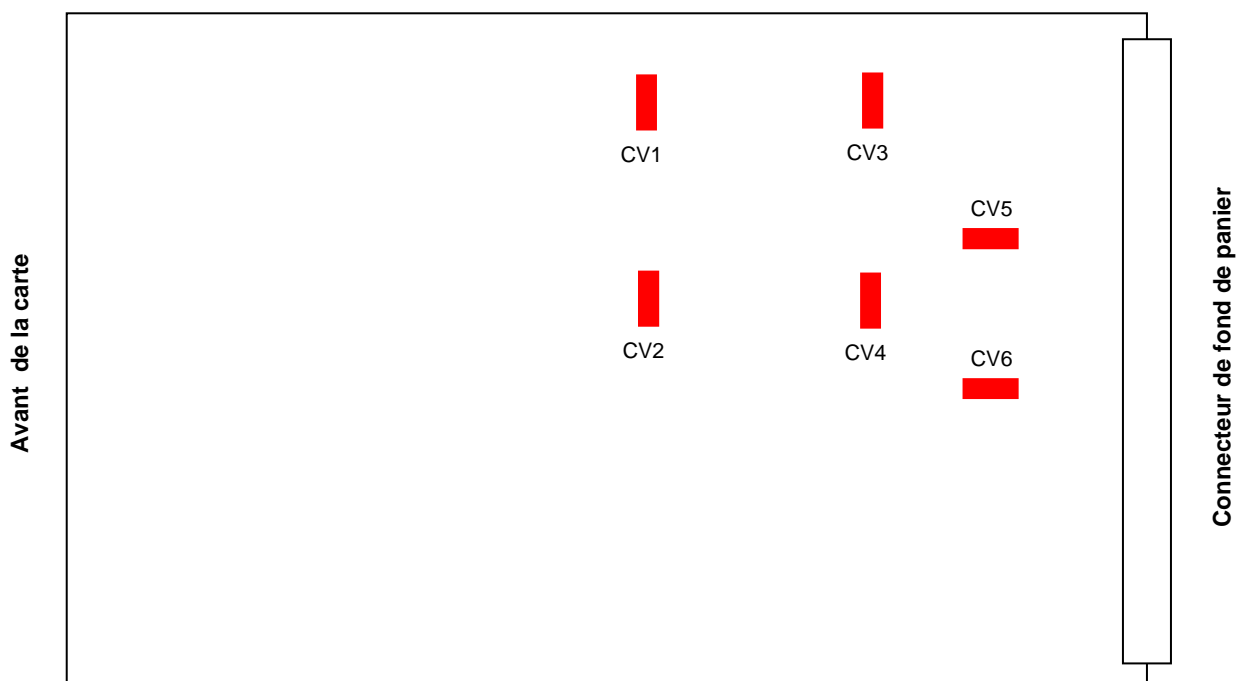 CV1
CV3
CV5
CV2
CV4
CV6
Avant  de la carte
Connecteur de fond de panier